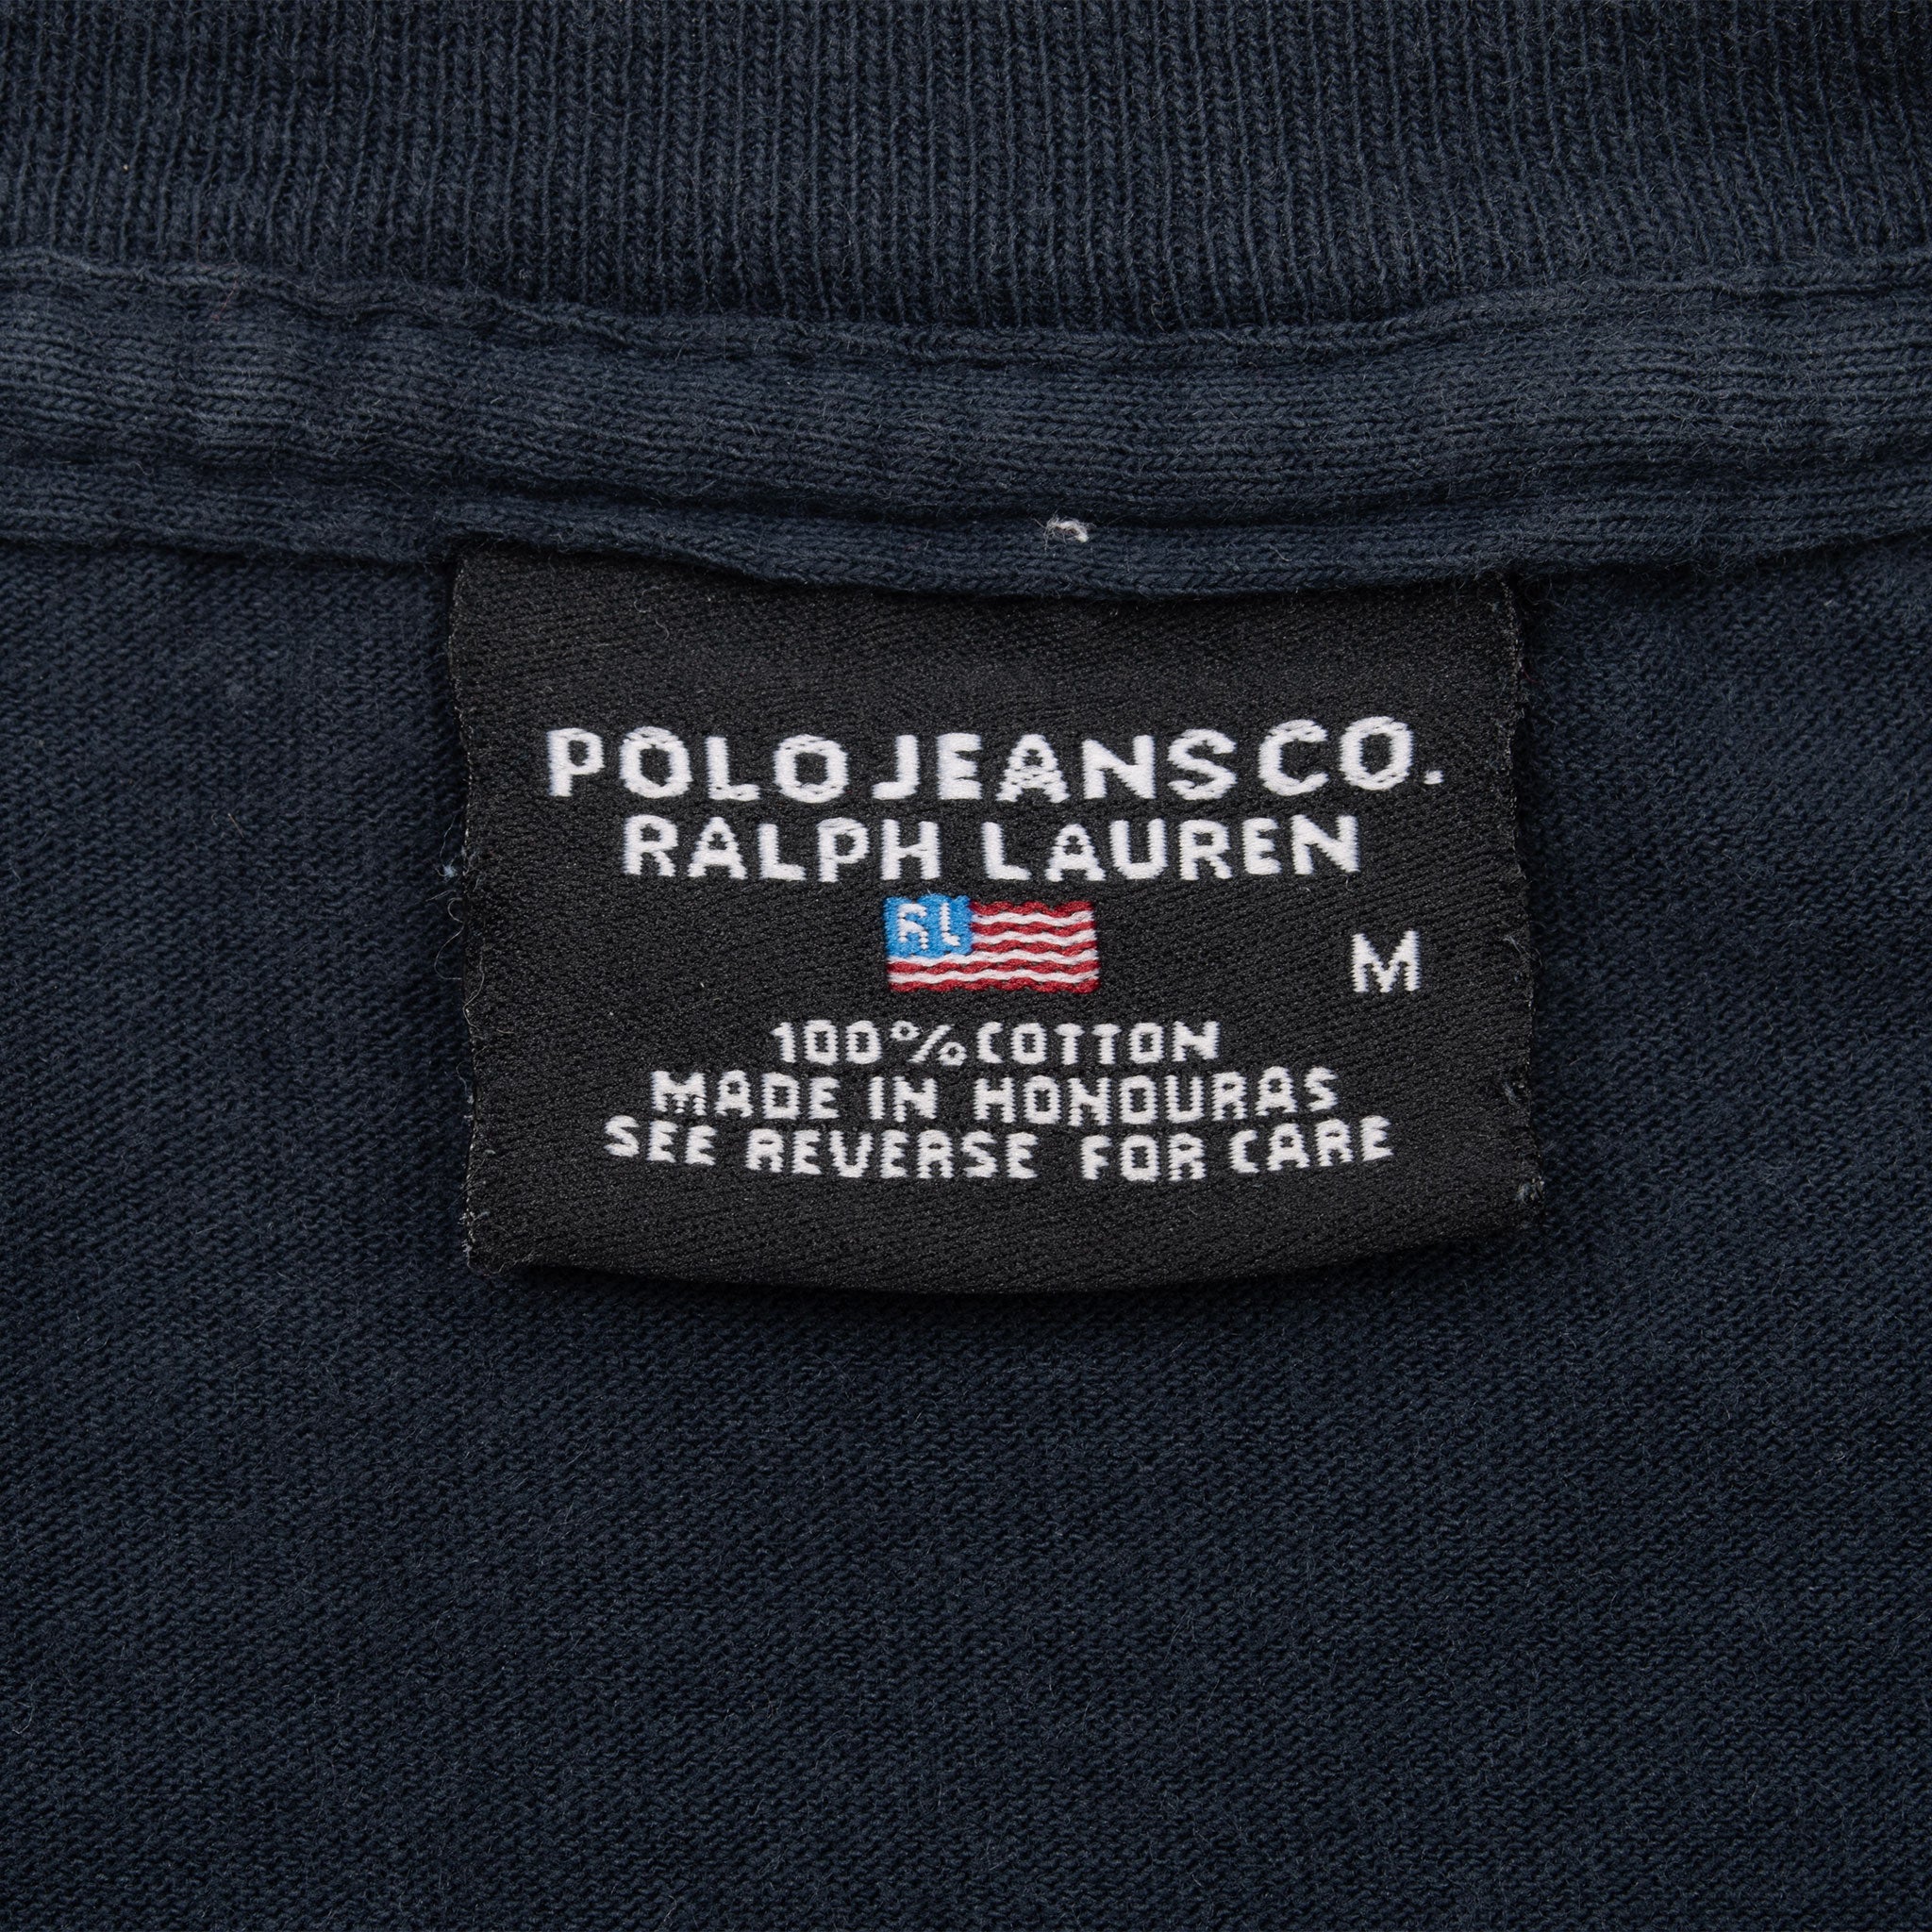 POLO JEANS CO.
RALPH LAUREN
RL
M
100% COTTON
MADE IN HONDURAS
SEE REVERSE FOR CARE